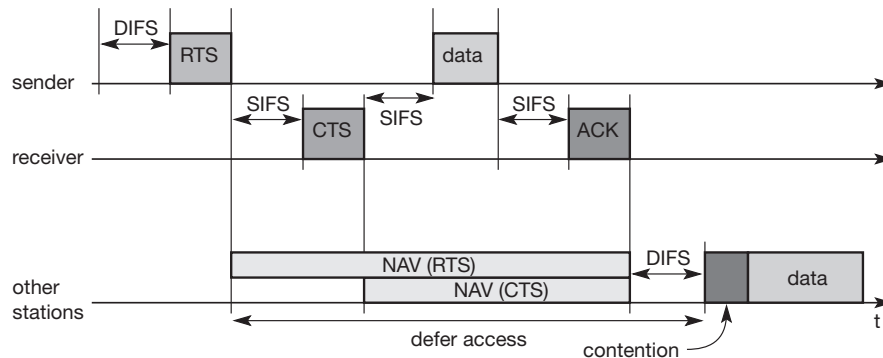 DIFS
RTS
data
sender
SIFS
SIFS
SIFS
CTS
ACK
receiver
DIFS
NAV (RTS)
NAV (CTS)
data
other
stations
t
defer access
contention